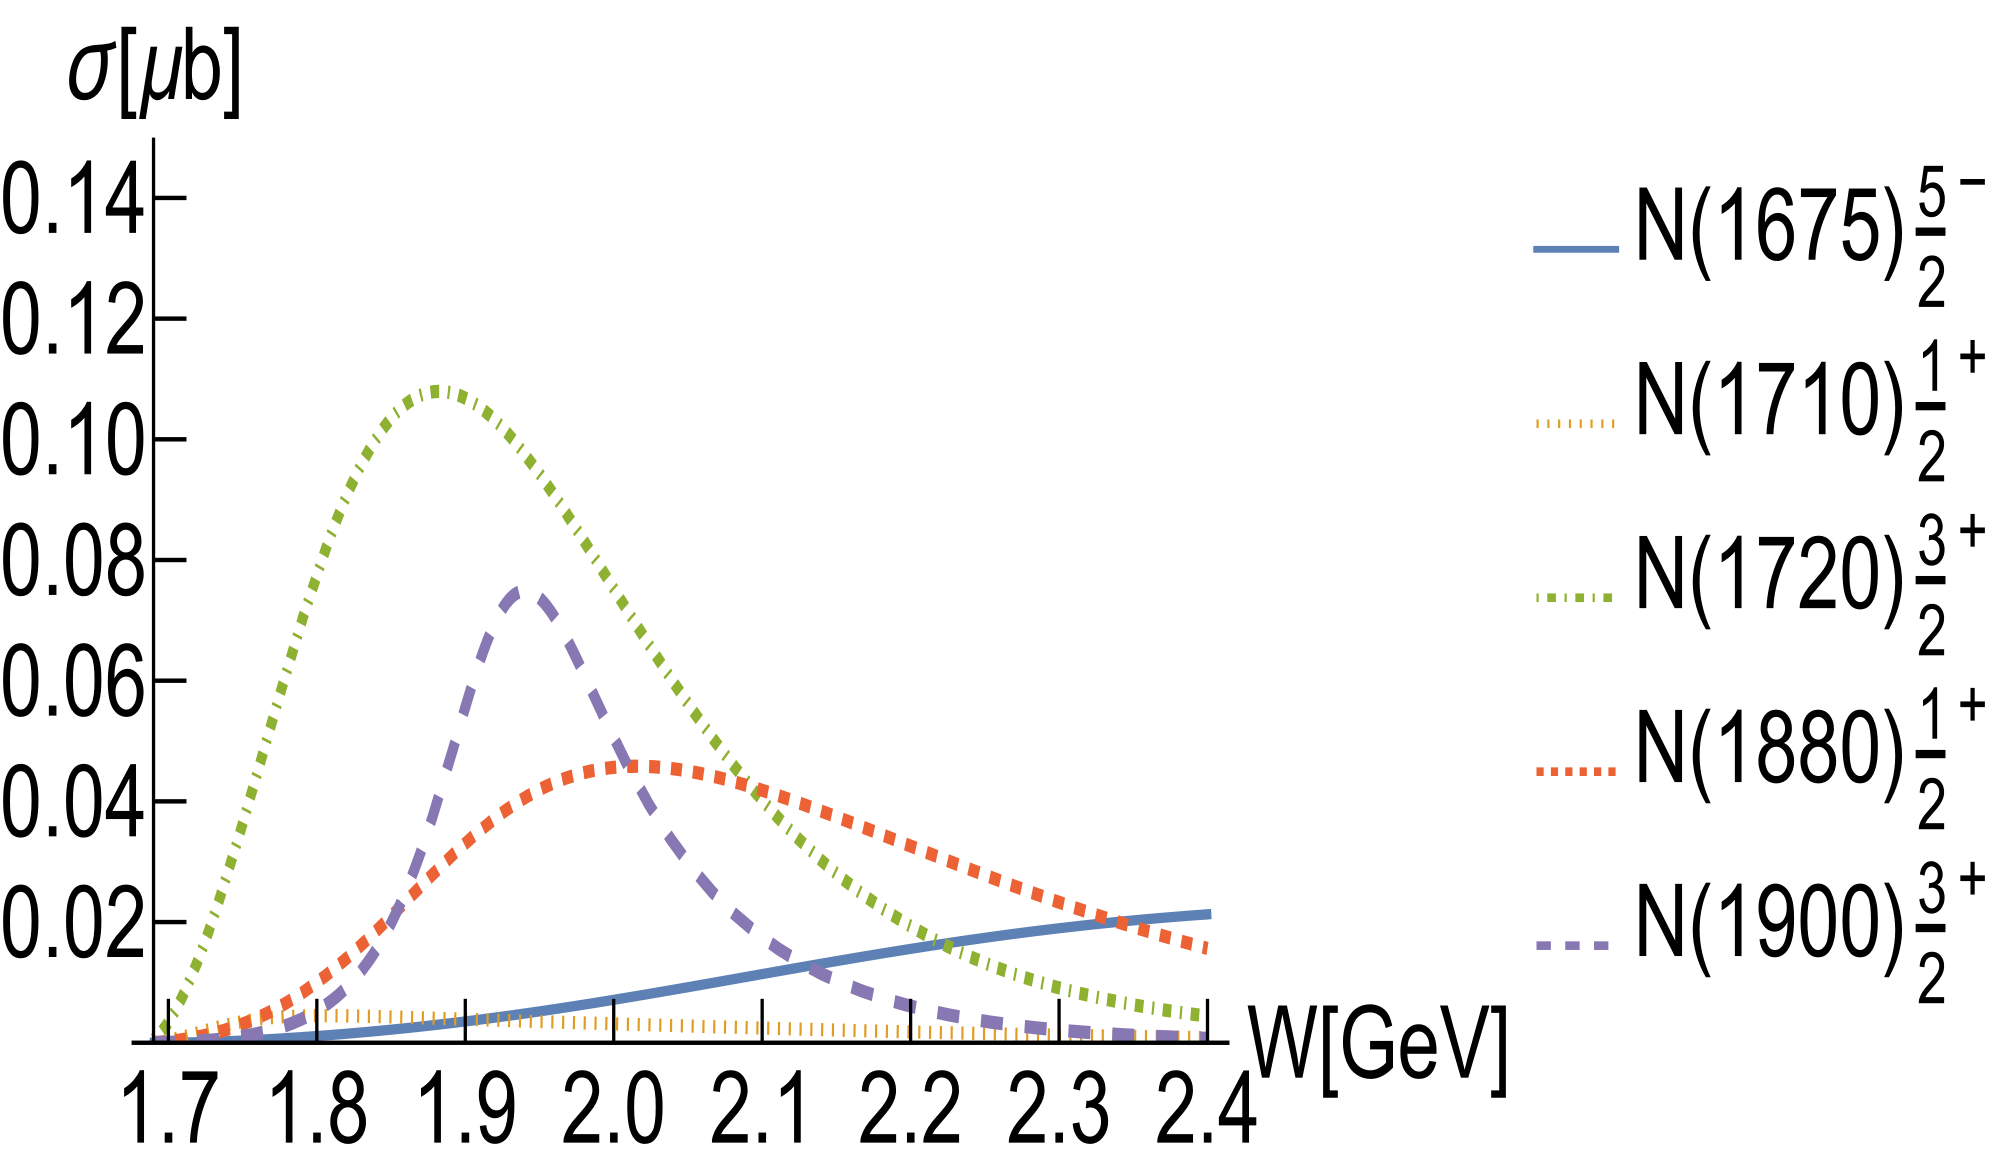 σ[μb]
0.14
0.12
0.10
0.08
0.06
0.04
0.02
1.7 1.8 1.9 2.0 2.1 2.2 2.3 2.4
W[GeV]
N(1675) 5/2 −
N(1710) 1/2 +
N(1720) 3/2 +
N(1880) 1/2 +
N(1900) 3/2 +